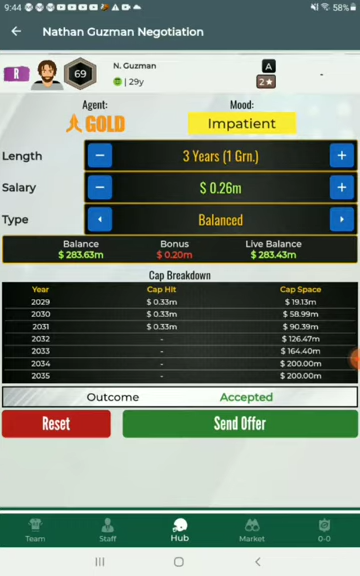 9:44
58%
Nathan Guzman Negotiation
R
69
N. Guzman
| 29y
A
2★
-
Agent: Mood:
GOLD Impatient
Length − 3 Years (1 Grn.) +
Salary − $ 0.26m +
Type Balanced
Balance Bonus Live Balance
$ 283.63m $ 0.20m $ 283.43m
Cap Breakdown
Year Cap Hit Cap Space
2029 $ 0.33m $ 19.13m
2030 $ 0.33m $ 58.99m
2031 $ 0.33m $ 90.39m
2032 - $ 126.47m
2033 - $ 164.40m
2034 - $ 200.00m
2035 - $ 200.00m
Outcome Accepted
Reset Send Offer
Team Staff Hub Market 0-0